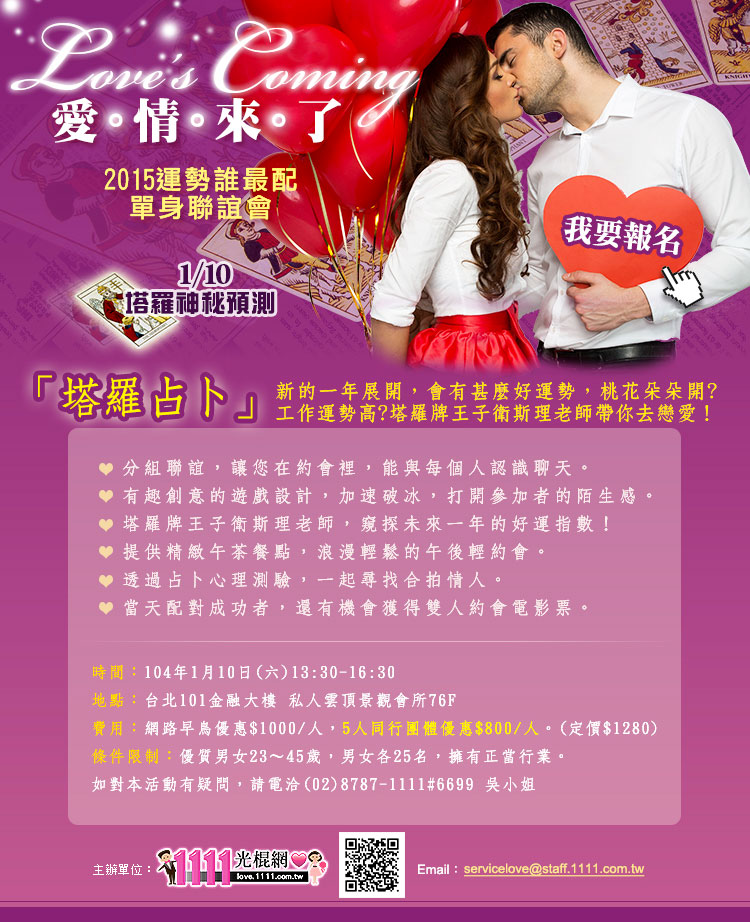 Love's Coming
愛•情•來•了
2015運勢誰最配
單身聯誼會
我要報名
1/10
塔羅神秘預測
「塔羅占卜」
新的一年展開，會有甚麼好運勢，桃花朵朵開?
工作運勢高?塔羅牌王子衛斯理老師帶你去戀愛！
分組聯誼，讓您在約會裡，能與每個人認識聊天。
有趣創意的遊戲設計，加速破冰，打開參加者的陌生感。
塔羅牌王子衛斯理老師，窺探未來一年的好運指數！
提供精緻午茶餐點，浪漫輕鬆的午後輕約會。
透過占卜心理測驗，一起尋找合拍情人。
當天配對成功者，還有機會獲得雙人約會電影票。
時間：104年1月10日(六)13:30-16:30
地點：台北101金融大樓 私人雲頂景觀會所76F
費用：網路早鳥優惠$1000/人，5人同行團體優惠$800/人。(定價$1280)
條件限制：優質男女23～45歲，男女各25名，擁有正當行業。
如對本活動有疑問，請電洽(02)8787-1111#6699 吳小姐
主辦單位：1111光棍網
love.1111.com.tw
Email：servicelove@staff.1111.com.tw